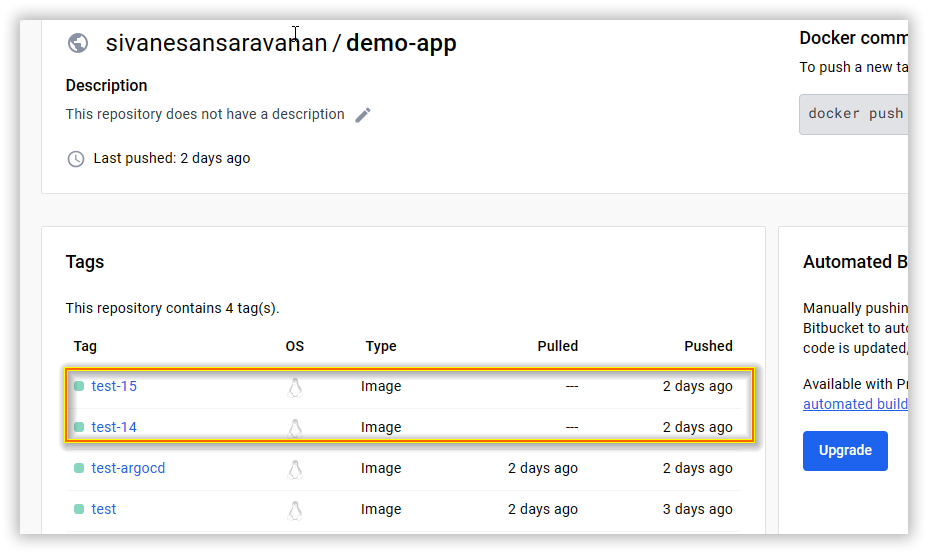 sivanesansaravanan / demo-app
Description
This repository does not have a description
Last pushed: 2 days ago
Docker comm
To push a new ta
docker push
Tags
This repository contains 4 tag(s).
Tag OS Type Pulled Pushed
test-15 Image --- 2 days ago
test-14 Image --- 2 days ago
test-argocd Image 2 days ago 2 days ago
test Image 2 days ago 3 days ago
Automated B
Manually pushin
Bitbucket to auto
code is updated,
Available with Pr
automated build
Upgrade